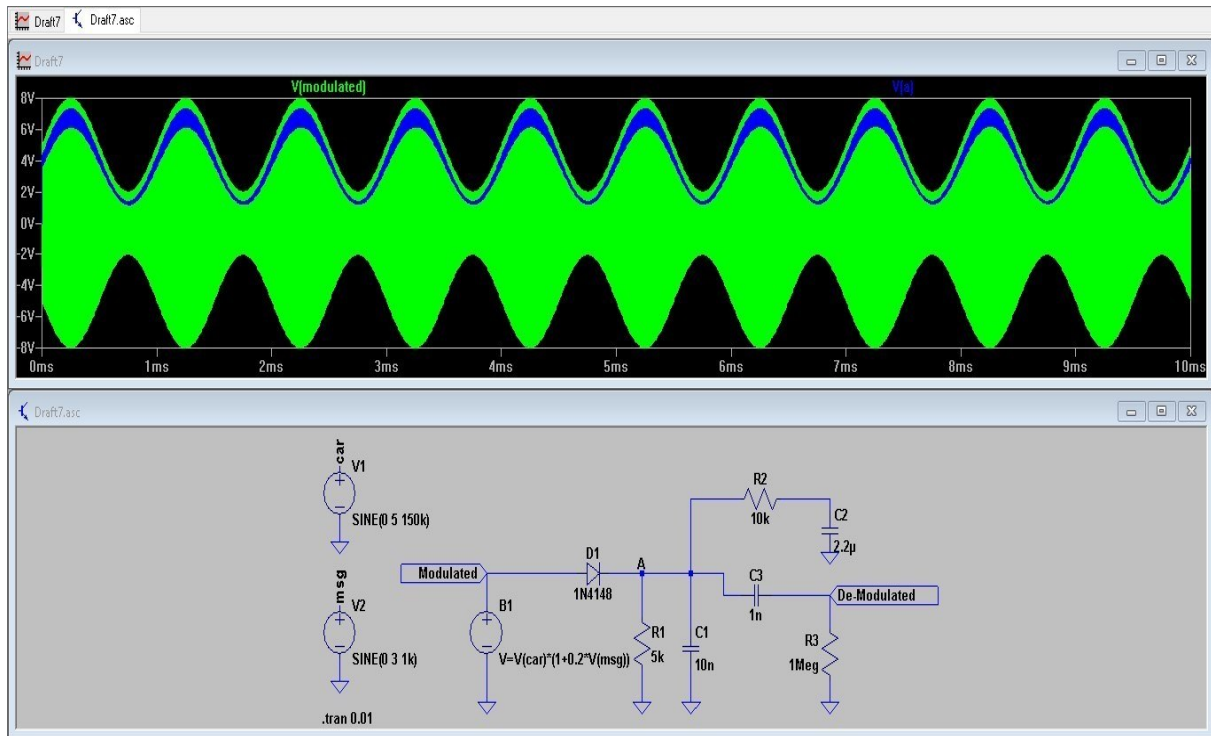 Draft7 Draft7.asc
Draft7
V(modulated) V(a)
8V
6V
4V
2V
0V
-2V
-4V
-6V
-8V
0ms 1ms 2ms 3ms 4ms 5ms 6ms 7ms 8ms 9ms 10ms
Draft7.asc
car
V1
SINE(0 5 150k)
msg
V2
SINE(0 3 1k)
.tran 0.01
Modulated
B1
V=V(car)*(1+0.2*V(msg))
D1
1N4148
A
R1
5k
C1
10n
R2
10k
C2
2.2µ
C3
1n
De-Modulated
R3
1Meg